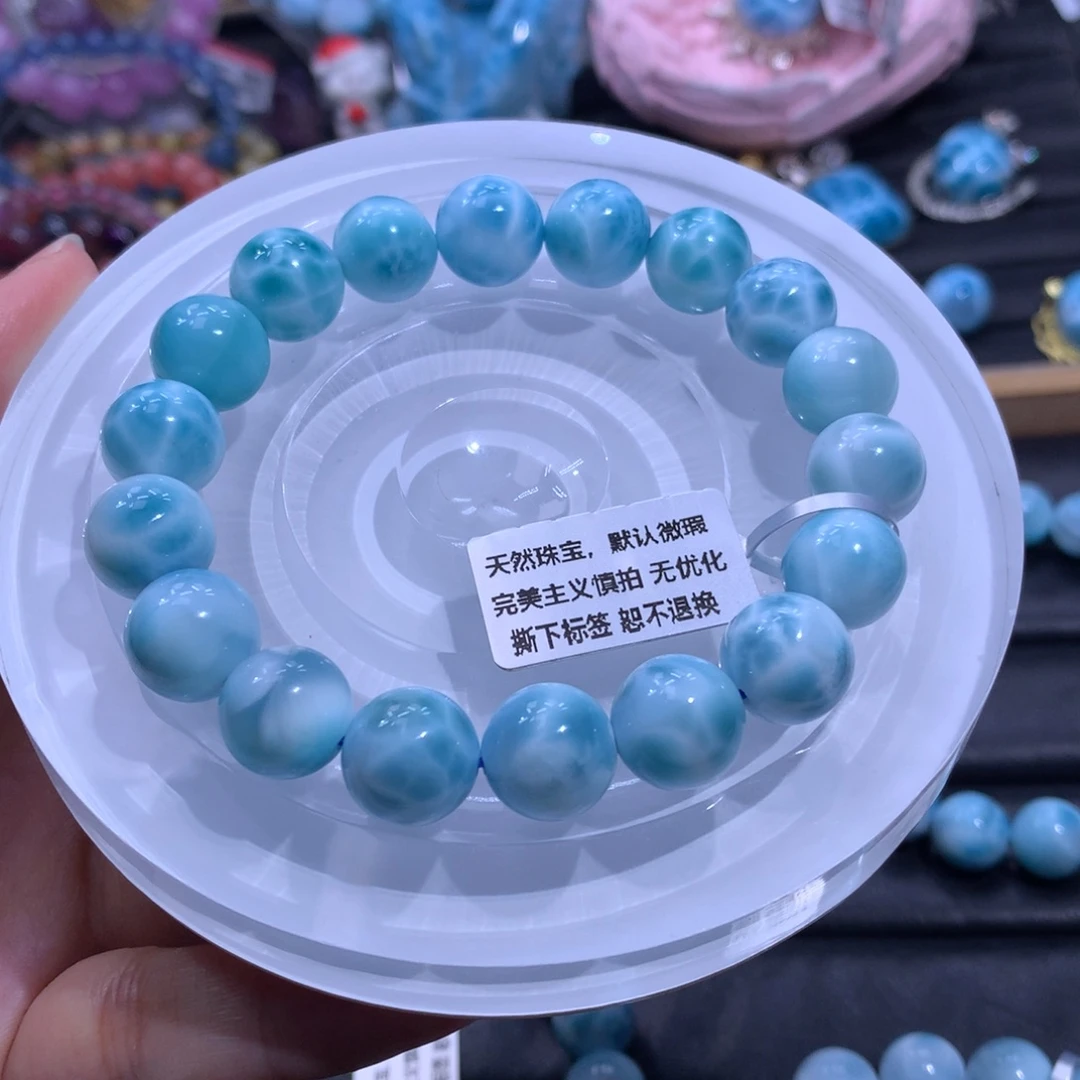 天然珠宝，默认微瑕
完美主义慎拍 无优化
撕下标签 恕不退换